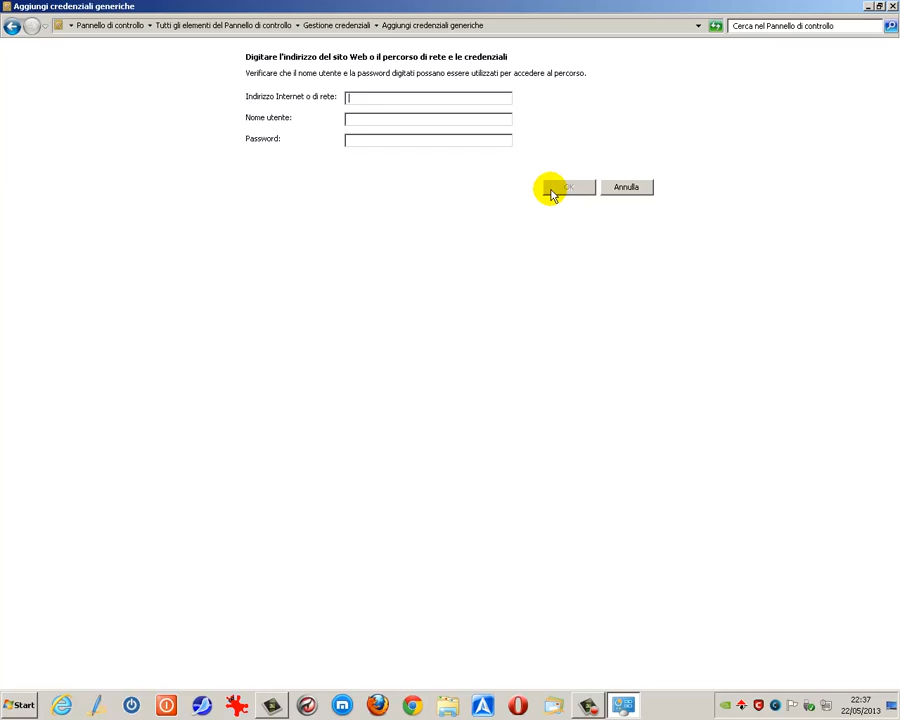 Aggiungi credenziali generiche
Pannello di controllo Tutti gli elementi del Pannello di controllo Gestione credenziali Aggiungi credenziali generiche
Cerca nel Pannello di controllo
Digitare l'indirizzo del sito Web o il percorso di rete e le credenziali
Verificare che il nome utente e la password digitati possano essere utilizzati per accedere al percorso.
Indirizzo Internet o di rete:
Nome utente:
Password:
OK
Annulla
Start
22:37
22/05/2013